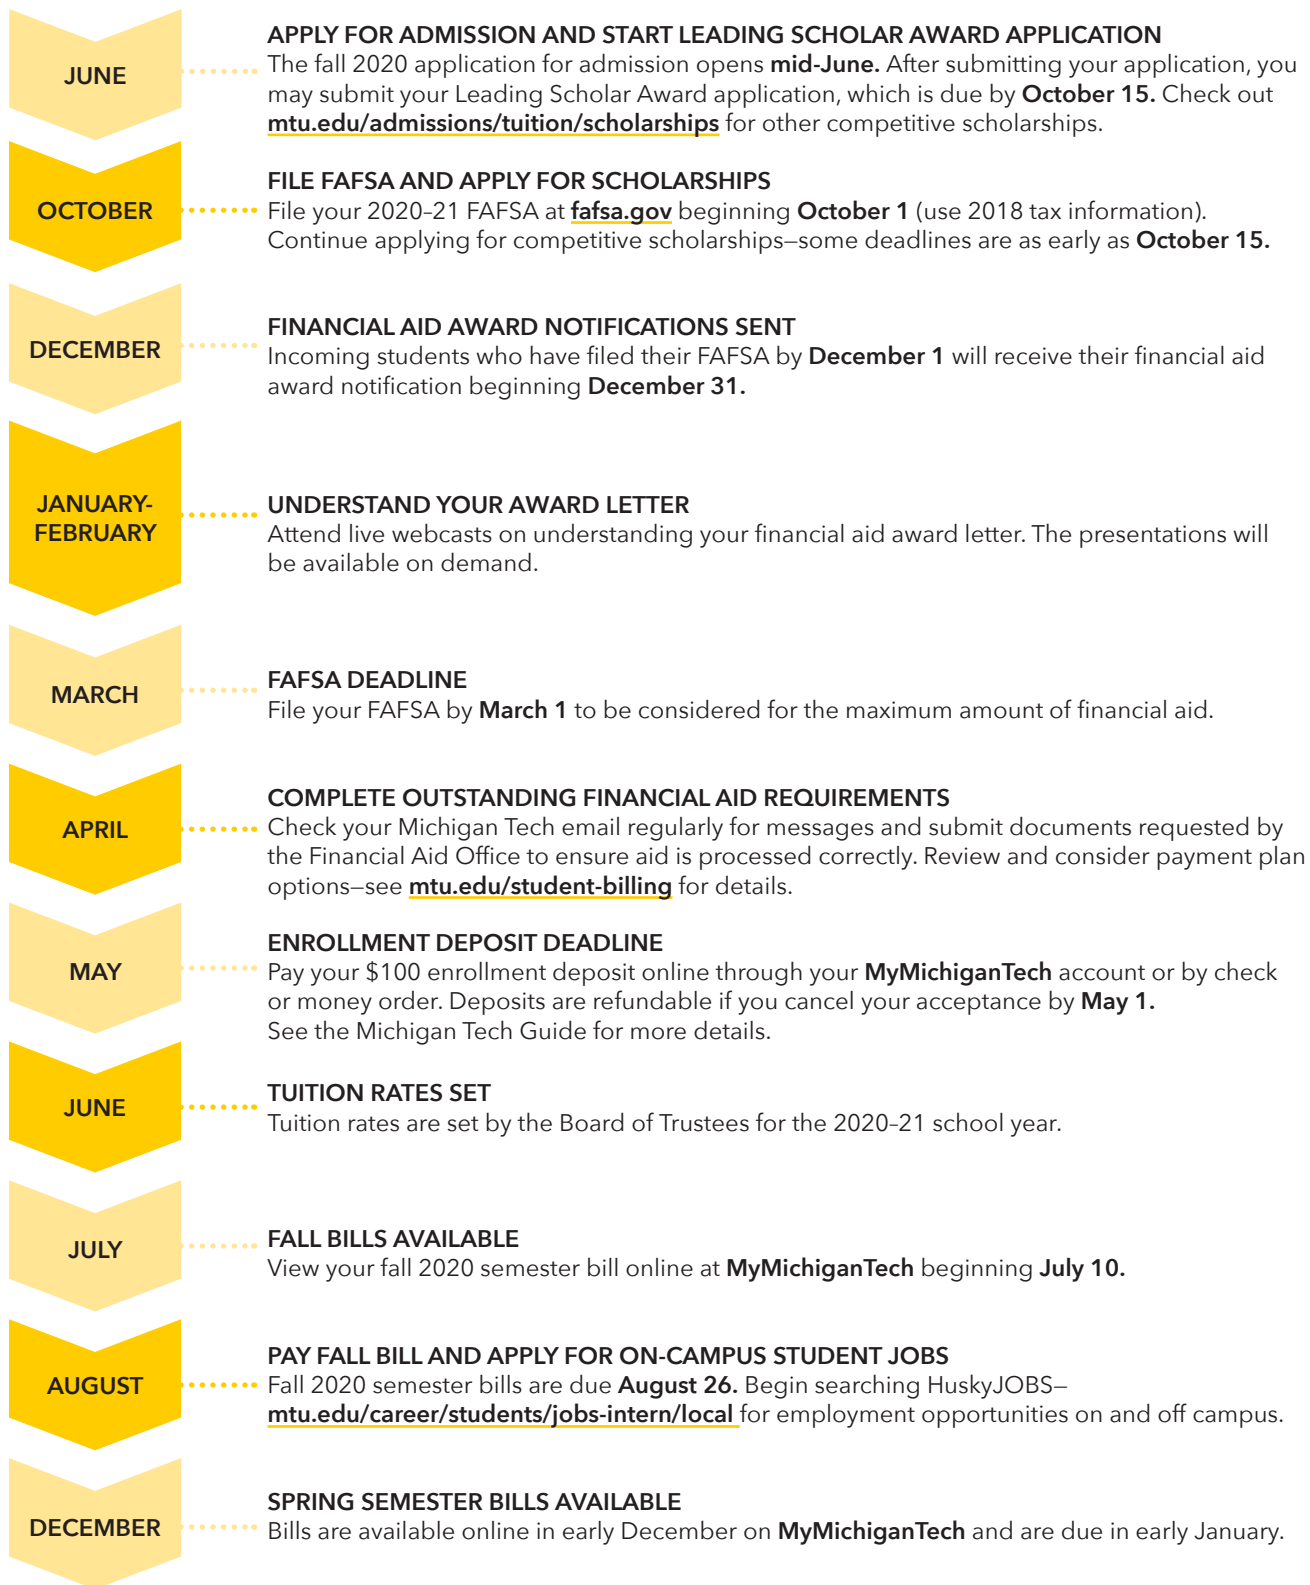 JUNE
APPLY FOR ADMISSION AND START LEADING SCHOLAR AWARD APPLICATION
The fall 2020 application for admission opens mid-June. After submitting your application, you
may submit your Leading Scholar Award application, which is due by October 15. Check out
mtu.edu/admissions/tuition/scholarships for other competitive scholarships.
OCTOBER
FILE FAFSA AND APPLY FOR SCHOLARSHIPS
File your 2020–21 FAFSA at fafsa.gov beginning October 1 (use 2018 tax information).
Continue applying for competitive scholarships—some deadlines are as early as October 15.
DECEMBER
FINANCIAL AID AWARD NOTIFICATIONS SENT
Incoming students who have filed their FAFSA by December 1 will receive their financial aid
award notification beginning December 31.
JANUARY-
FEBRUARY
UNDERSTAND YOUR AWARD LETTER
Attend live webcasts on understanding your financial aid award letter. The presentations will
be available on demand.
MARCH
FAFSA DEADLINE
File your FAFSA by March 1 to be considered for the maximum amount of financial aid.
APRIL
COMPLETE OUTSTANDING FINANCIAL AID REQUIREMENTS
Check your Michigan Tech email regularly for messages and submit documents requested by
the Financial Aid Office to ensure aid is processed correctly. Review and consider payment plan
options—see mtu.edu/student-billing for details.
MAY
ENROLLMENT DEPOSIT DEADLINE
Pay your $100 enrollment deposit online through your MyMichiganTech account or by check
or money order. Deposits are refundable if you cancel your acceptance by May 1.
See the Michigan Tech Guide for more details.
JUNE
TUITION RATES SET
Tuition rates are set by the Board of Trustees for the 2020–21 school year.
JULY
FALL BILLS AVAILABLE
View your fall 2020 semester bill online at MyMichiganTech beginning July 10.
AUGUST
PAY FALL BILL AND APPLY FOR ON-CAMPUS STUDENT JOBS
Fall 2020 semester bills are due August 26. Begin searching HuskyJOBS—
mtu.edu/career/students/jobs-intern/local for employment opportunities on and off campus.
DECEMBER
SPRING SEMESTER BILLS AVAILABLE
Bills are available online in early December on MyMichiganTech and are due in early January.